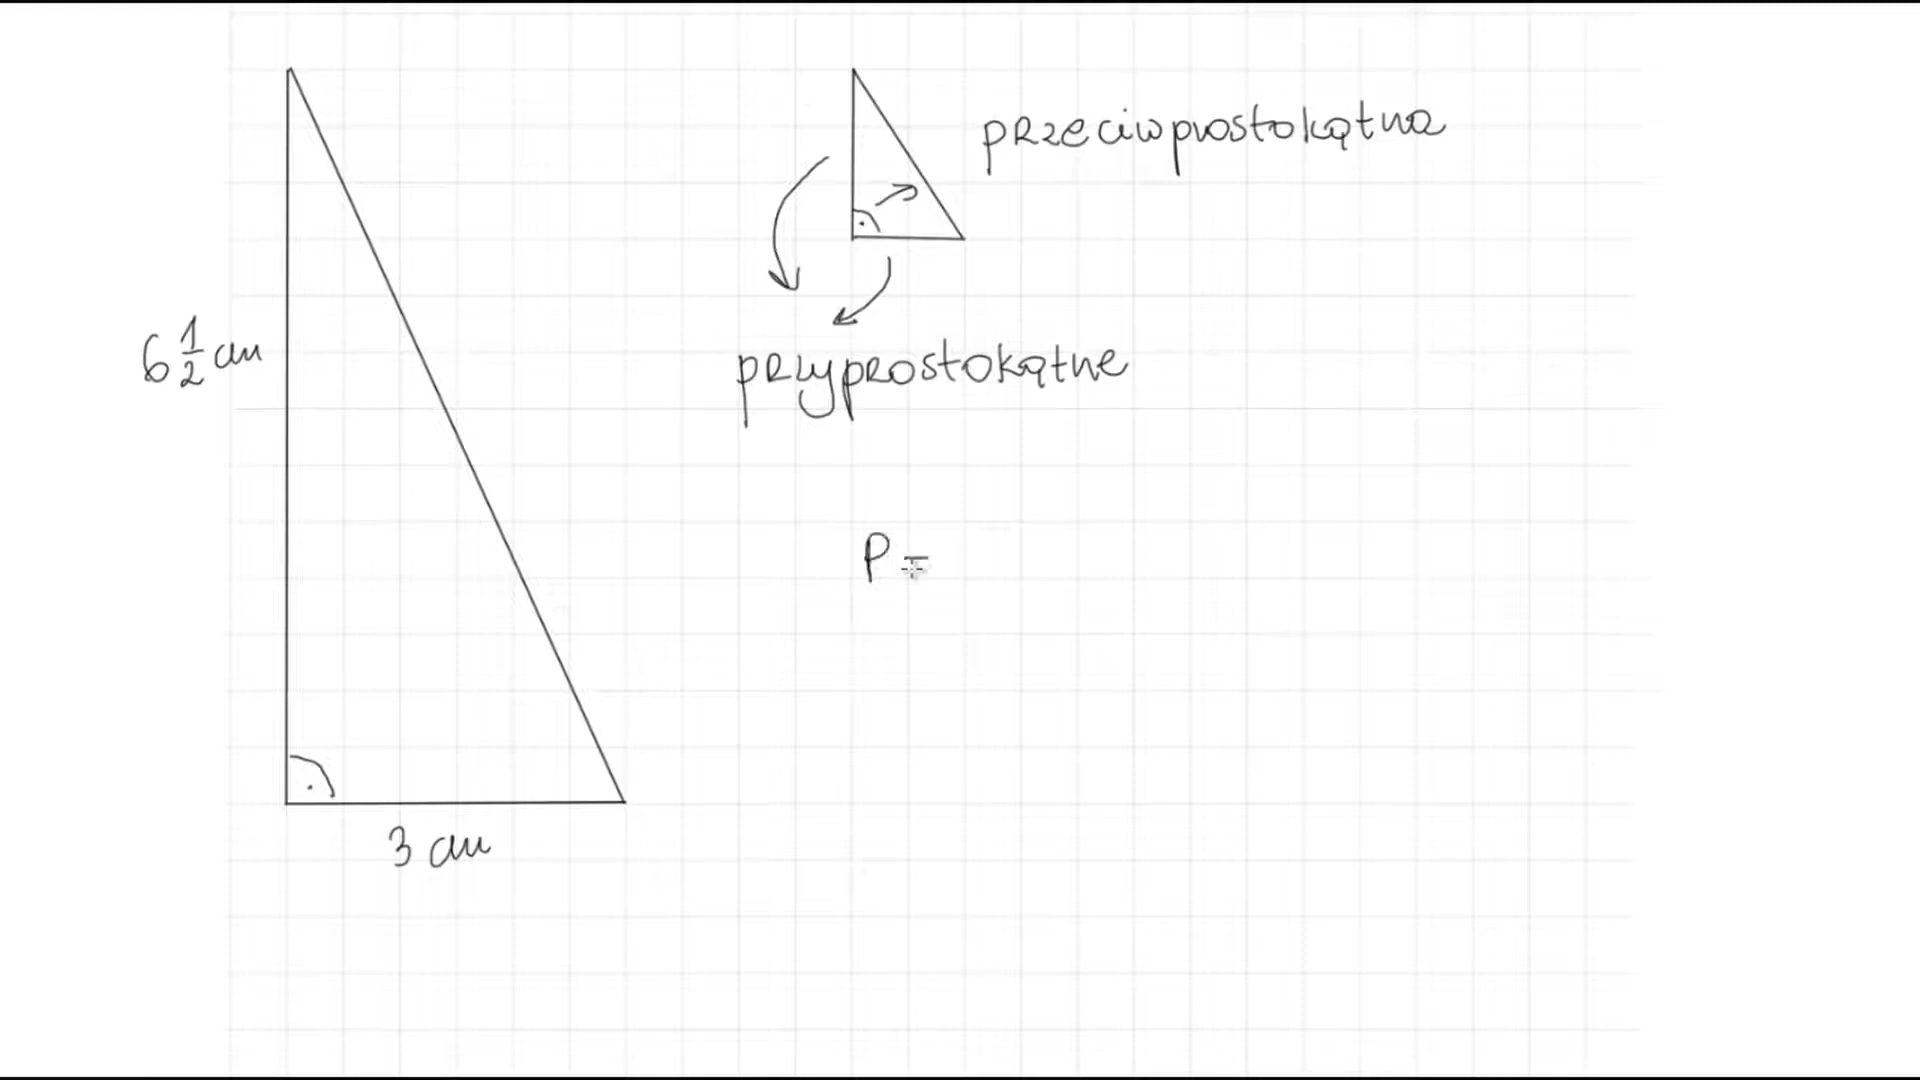 przeciwprostokątna
6 1/2 cm
przyprostokątne
P =
3 cm